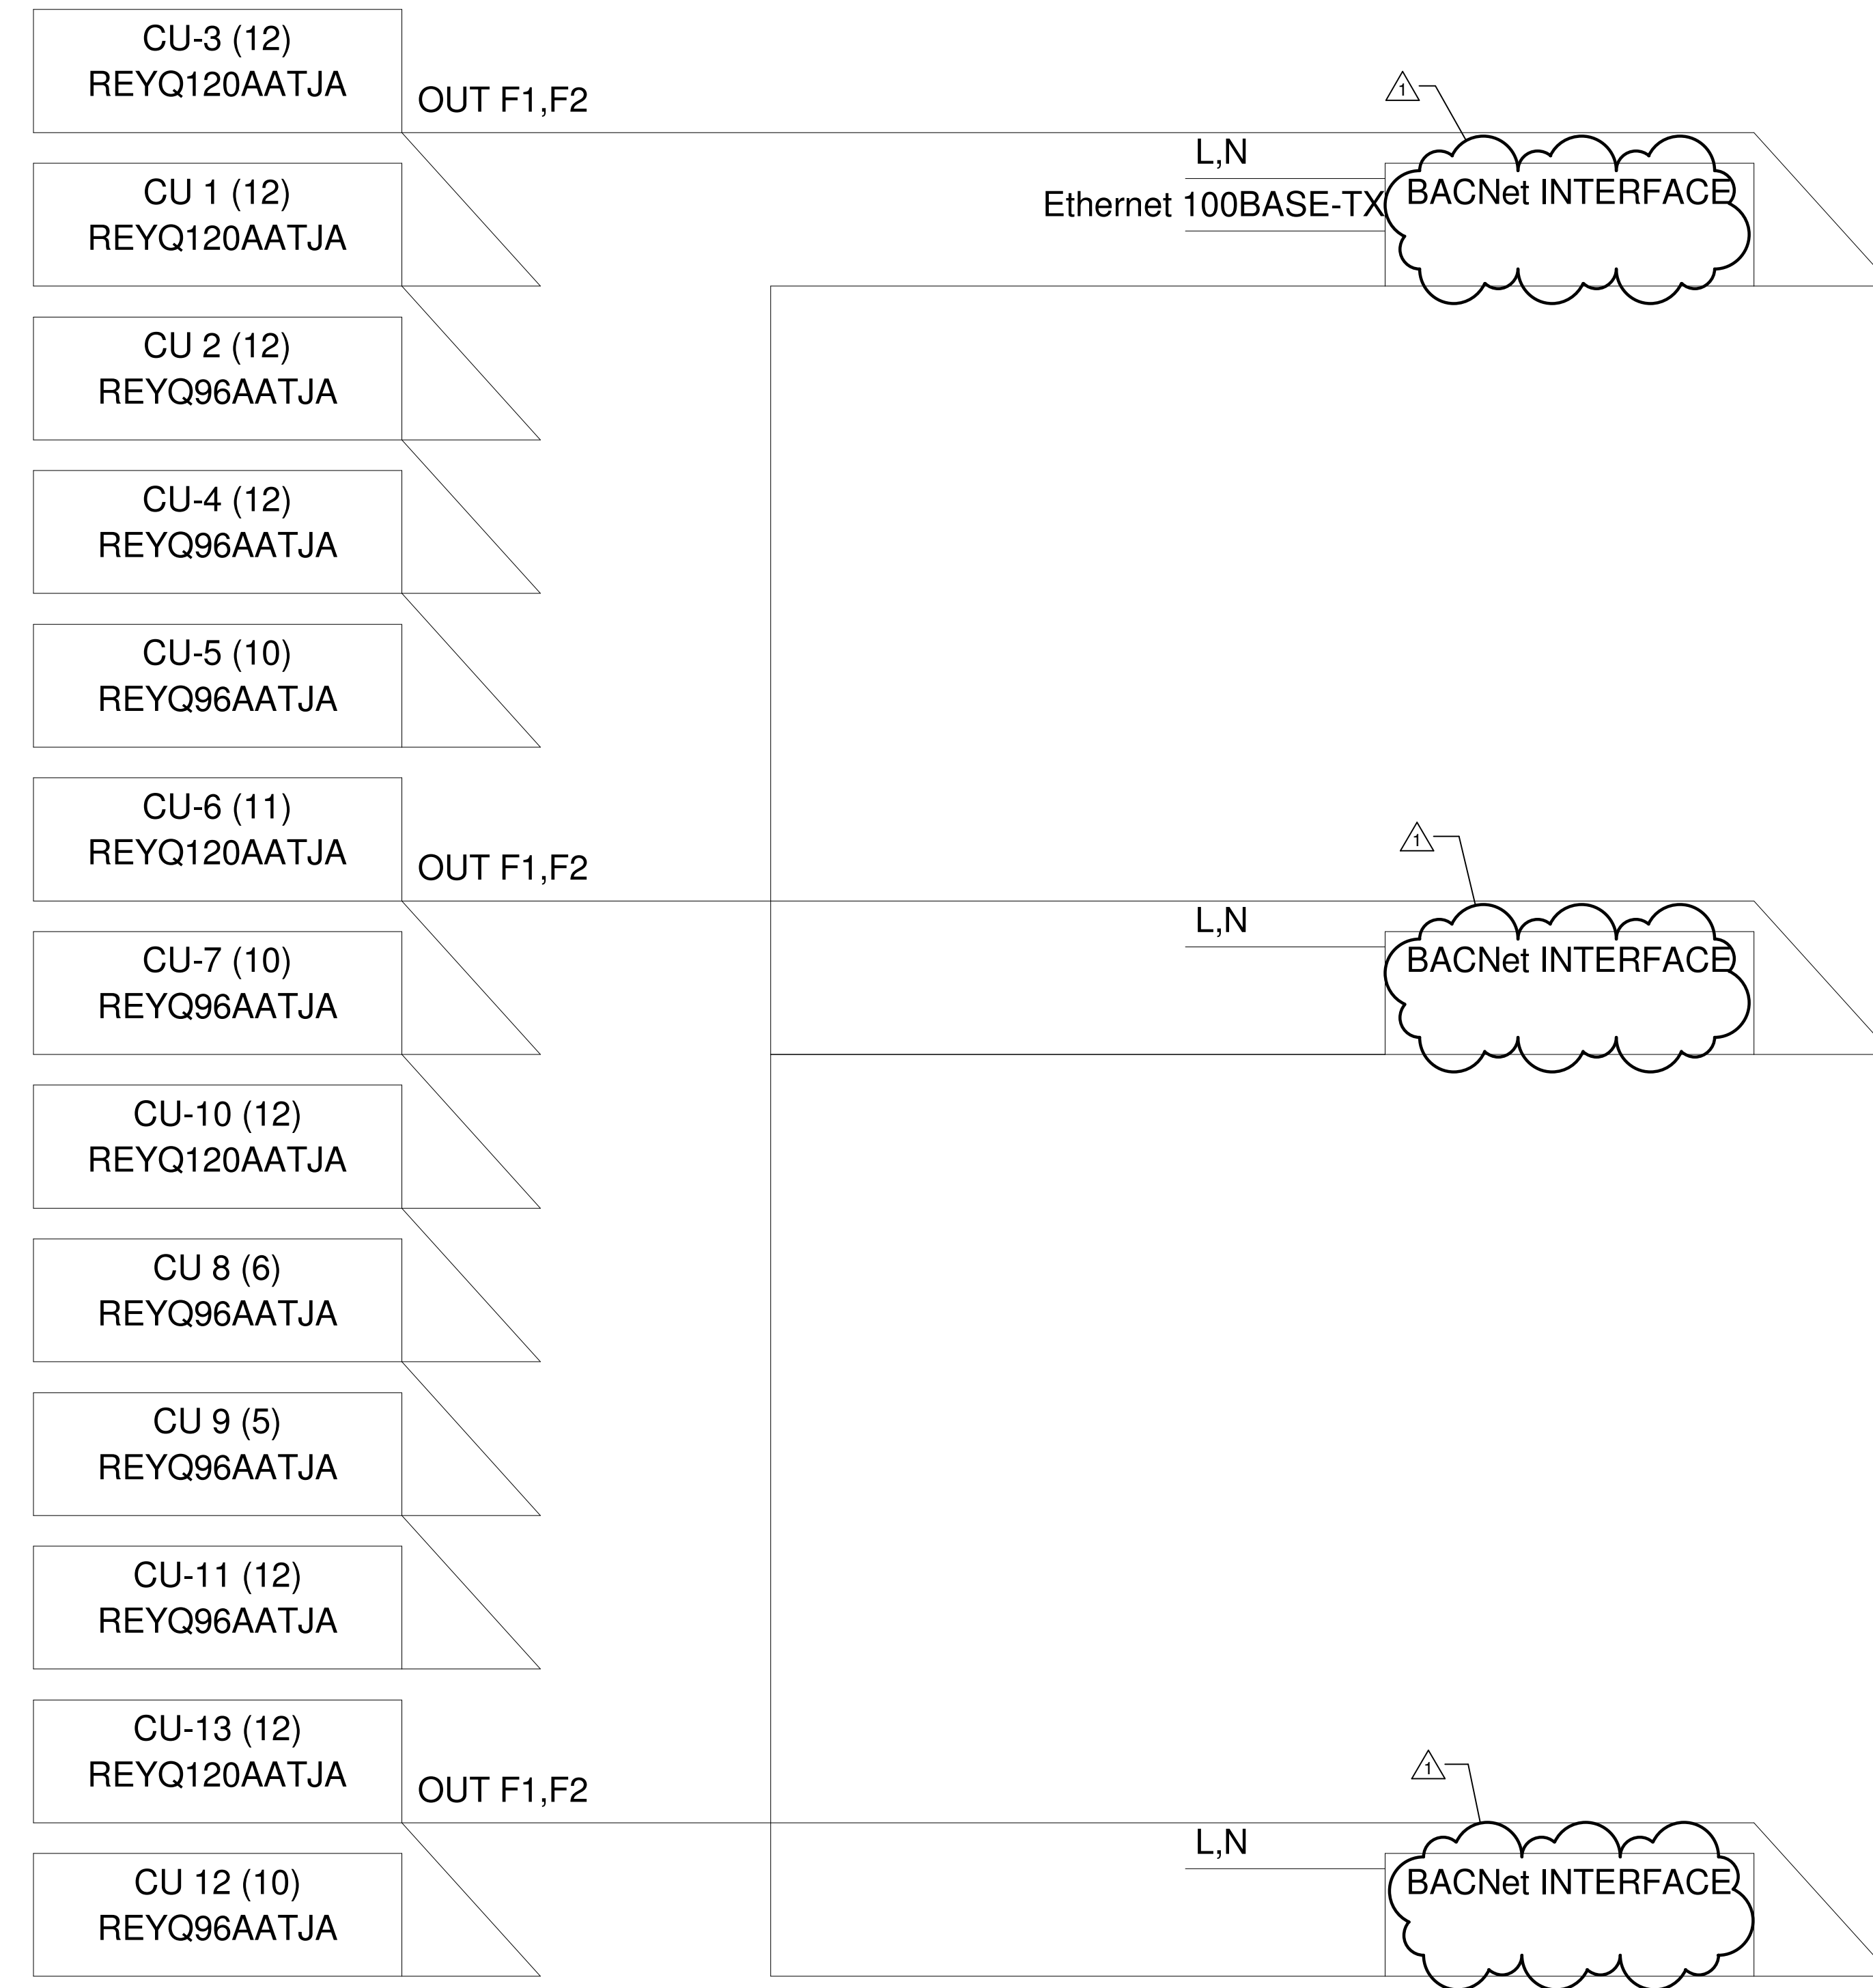 CU-3 (12)
REYQ120AATJA
OUT F1,F2
1
L,N
Ethernet 100BASE-TX
BACNet INTERFACE
CU 1 (12)
REYQ120AATJA
CU 2 (12)
REYQ96AATJA
CU-4 (12)
REYQ96AATJA
CU-5 (10)
REYQ96AATJA
CU-6 (11)
REYQ120AATJA
OUT F1,F2
1
L,N
BACNet INTERFACE
CU-7 (10)
REYQ96AATJA
CU-10 (12)
REYQ120AATJA
CU 8 (6)
REYQ96AATJA
CU 9 (5)
REYQ96AATJA
CU-11 (12)
REYQ96AATJA
CU-13 (12)
REYQ120AATJA
OUT F1,F2
1
L,N
BACNet INTERFACE
CU 12 (10)
REYQ96AATJA